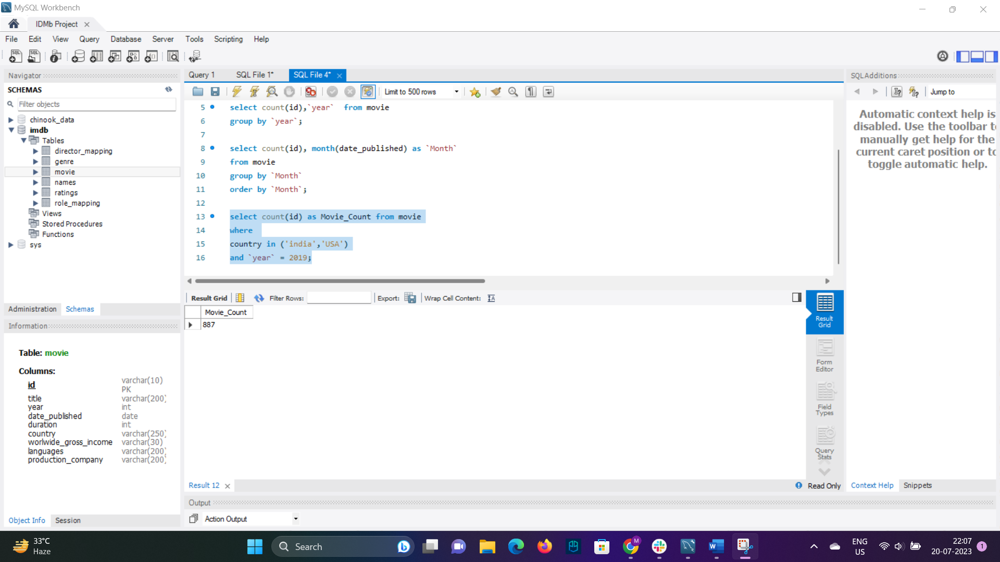 MySQL Workbench
IDMb Project
File Edit View Query Database Server Tools Scripting Help
Navigator
SCHEMAS
Filter objects
chinook_data
imdb
Tables
director_mapping
genre
movie
names
ratings
role_mapping
Views
Stored Procedures
Functions
sys
Administration Schemas
Information
Table: movie
Columns:
id varchar(10) PK
title varchar(200)
year int
date_published date
duration int
country varchar(250)
worlwide_gross_income varchar(30)
languages varchar(200)
production_company varchar(200)
Object Info Session
Query 1 SQL File 1* SQL File 4*
Limit to 500 rows
5 select count(id),`year`  from movie
6 group by `year`;
7
8 select count(id), month(date_published) as `Month`
9 from movie
10 group by `Month`
11 order by `Month`;
12
13 select count(id) as Movie_Count from movie
14 where
15 country in ('india','USA')
16 and `year` = 2019;
Result Grid Filter Rows: Export: Wrap Cell Content:
Movie_Count
887
Result Grid
Form Editor
Field Types
Query Stats
Result 12
Read Only
Output
Action Output
SQLAdditions
Jump to
Automatic context help is
disabled. Use the toolbar to
manually get help for the
current caret position or to
toggle automatic help.
Context Help Snippets
33°C
Haze
Search
ENG
US
22:07
20-07-2023
1